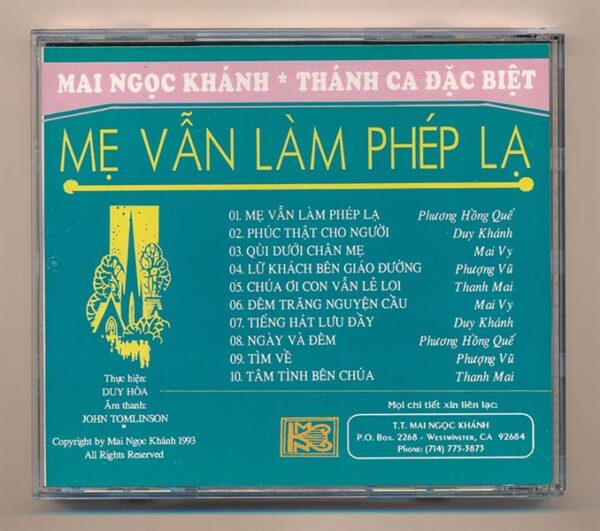 MAI NGỌC KHÁNH * THÁNH CA ĐẶC BIỆT
MẸ VẪN LÀM PHÉP LẠ
01. MẸ VẪN LÀM PHÉP LẠ Phương Hồng Quế
02. PHÚC THẬT CHO NGƯỜI Duy Khánh
03. QÙI DƯỚI CHÂN MẸ Mai Vy
04. LỮ KHÁCH BÊN GIÁO ĐƯỜNG Phượng Vũ
05. CHÚA ƠI CON VẪN LẺ LOI Thanh Mai
06. ĐÊM TRĂNG NGUYỆN CẦU Mai Vy
07. TIẾNG HÁT LƯU ĐẦY Duy Khánh
08. NGÀY VÀ ĐÊM Phương Hồng Quế
09. TÌM VỀ Phượng Vũ
10. TÂM TÌNH BÊN CHÚA Thanh Mai
Thực hiện:
DUY HÒA
Âm thanh:
JOHN TOMLINSON
*
Copyright by Mai Ngọc Khánh 1993
All Rights Reserved
MNK
Mọi chi tiết xin liên lạc:
T.T. MAI NGỌC KHÁNH
P.O. Box. 2268 - WESTMINSTER, CA 92684
PHONE: (714) 775-3873